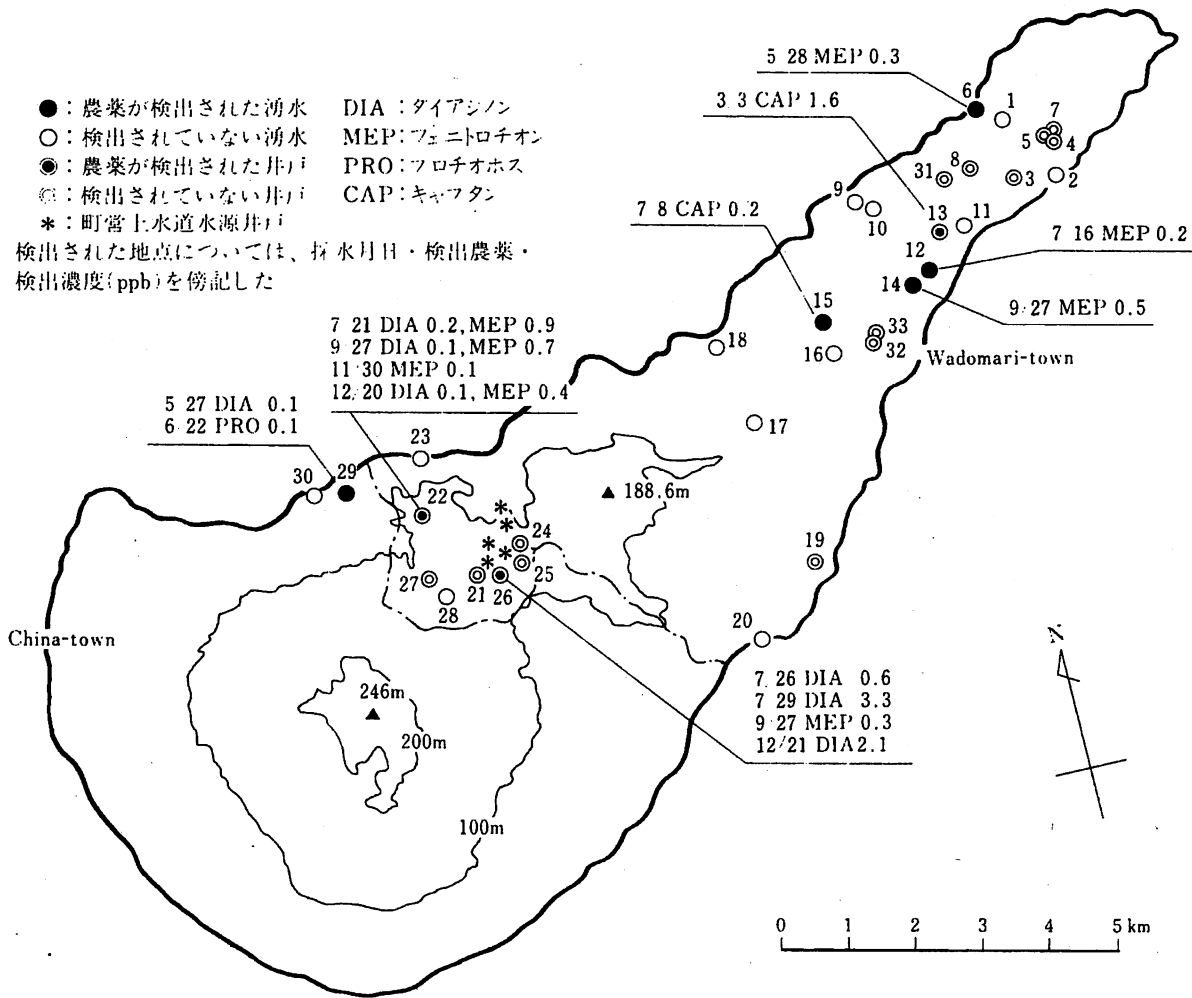 ●：農薬が検出された湧水 DIA：ダイアジノン
○：検出されていない湧水 MEP：フェニトロチオン
◉：農薬が検出された井戸 PRO：プロチオホス
◎：検出されていない井戸 CAP：キャプタン
*：町営上水道水源井戸
検出された地点については、採水月日・検出農薬・
検出濃度(ppb)を傍記した
5 28 MEP 0.3
3 3 CAP 1.6
7 8 CAP 0.2
7 16 MEP 0.2
9/27 MEP 0.5
7 21 DIA 0.2, MEP 0.9
9 27 DIA 0.1, MEP 0.7
11 30 MEP 0.1
12/20 DIA 0.1, MEP 0.4
5 27 DIA 0.1
6 22 PRO 0.1
6
1
7
5
4
8
31
3
2
9
10
13
11
12
14
15
33
32
16
18
Wadomari-town
17
23
30
29
22
▲ 188.6m
24
25
19
27
21
26
28
20
China-town
7 26 DIA 0.6
7 29 DIA 3.3
9 27 MEP 0.3
12/21 DIA 2.1
246m
▲
200m
100m
N
0 1 2 3 4 5 km